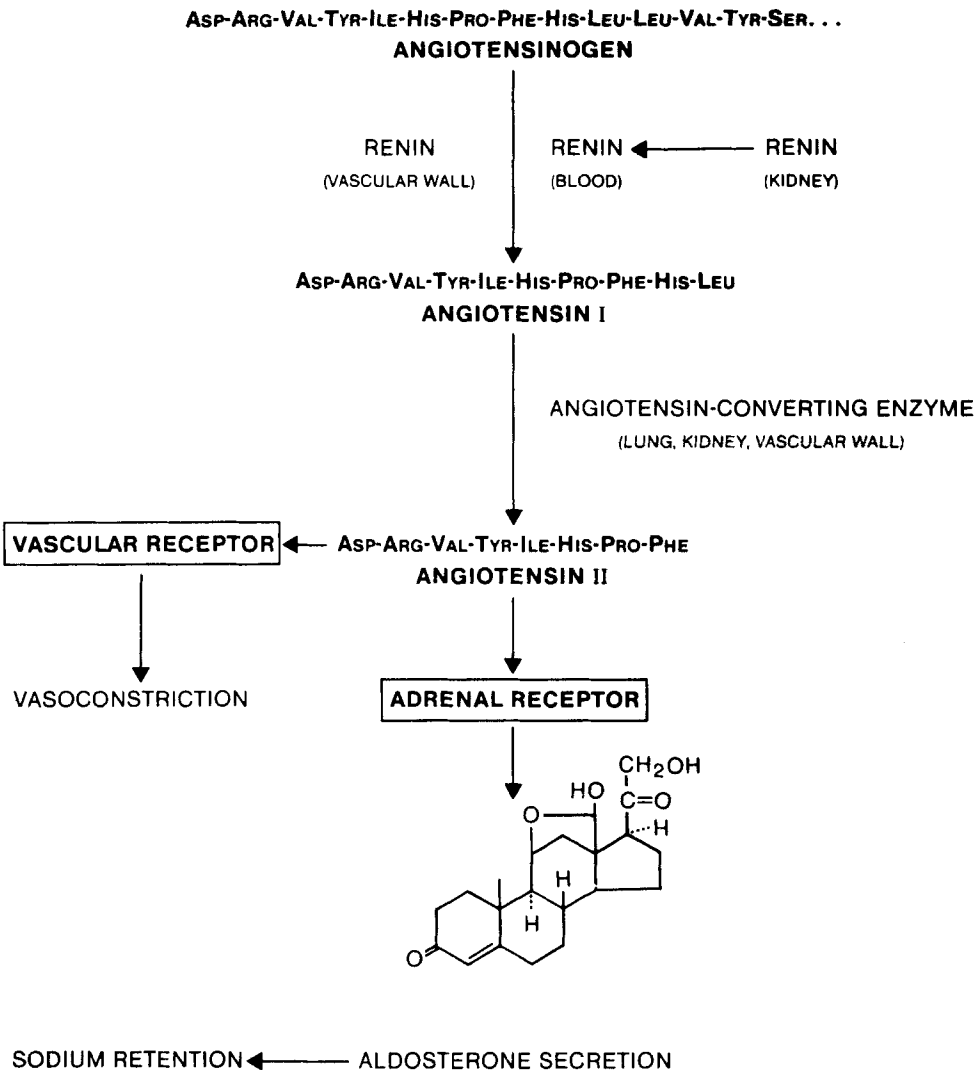 ASP-ARG-VAL-TYR-ILE-HIS-PRO-PHE-HIS-LEU-LEU-VAL-TYR-SER...
ANGIOTENSINOGEN
RENIN
(VASCULAR WALL)
RENIN
(BLOOD)
RENIN
(KIDNEY)
ASP-ARG-VAL-TYR-ILE-HIS-PRO-PHE-HIS-LEU
ANGIOTENSIN I
ANGIOTENSIN-CONVERTING ENZYME
(LUNG, KIDNEY, VASCULAR WALL)
VASCULAR RECEPTOR
ASP-ARG-VAL-TYR-ILE-HIS-PRO-PHE
ANGIOTENSIN II
VASOCONSTRICTION
ADRENAL RECEPTOR
CH2OH
HO
C=O
O
H
H
H
O
SODIUM RETENTION
ALDOSTERONE SECRETION